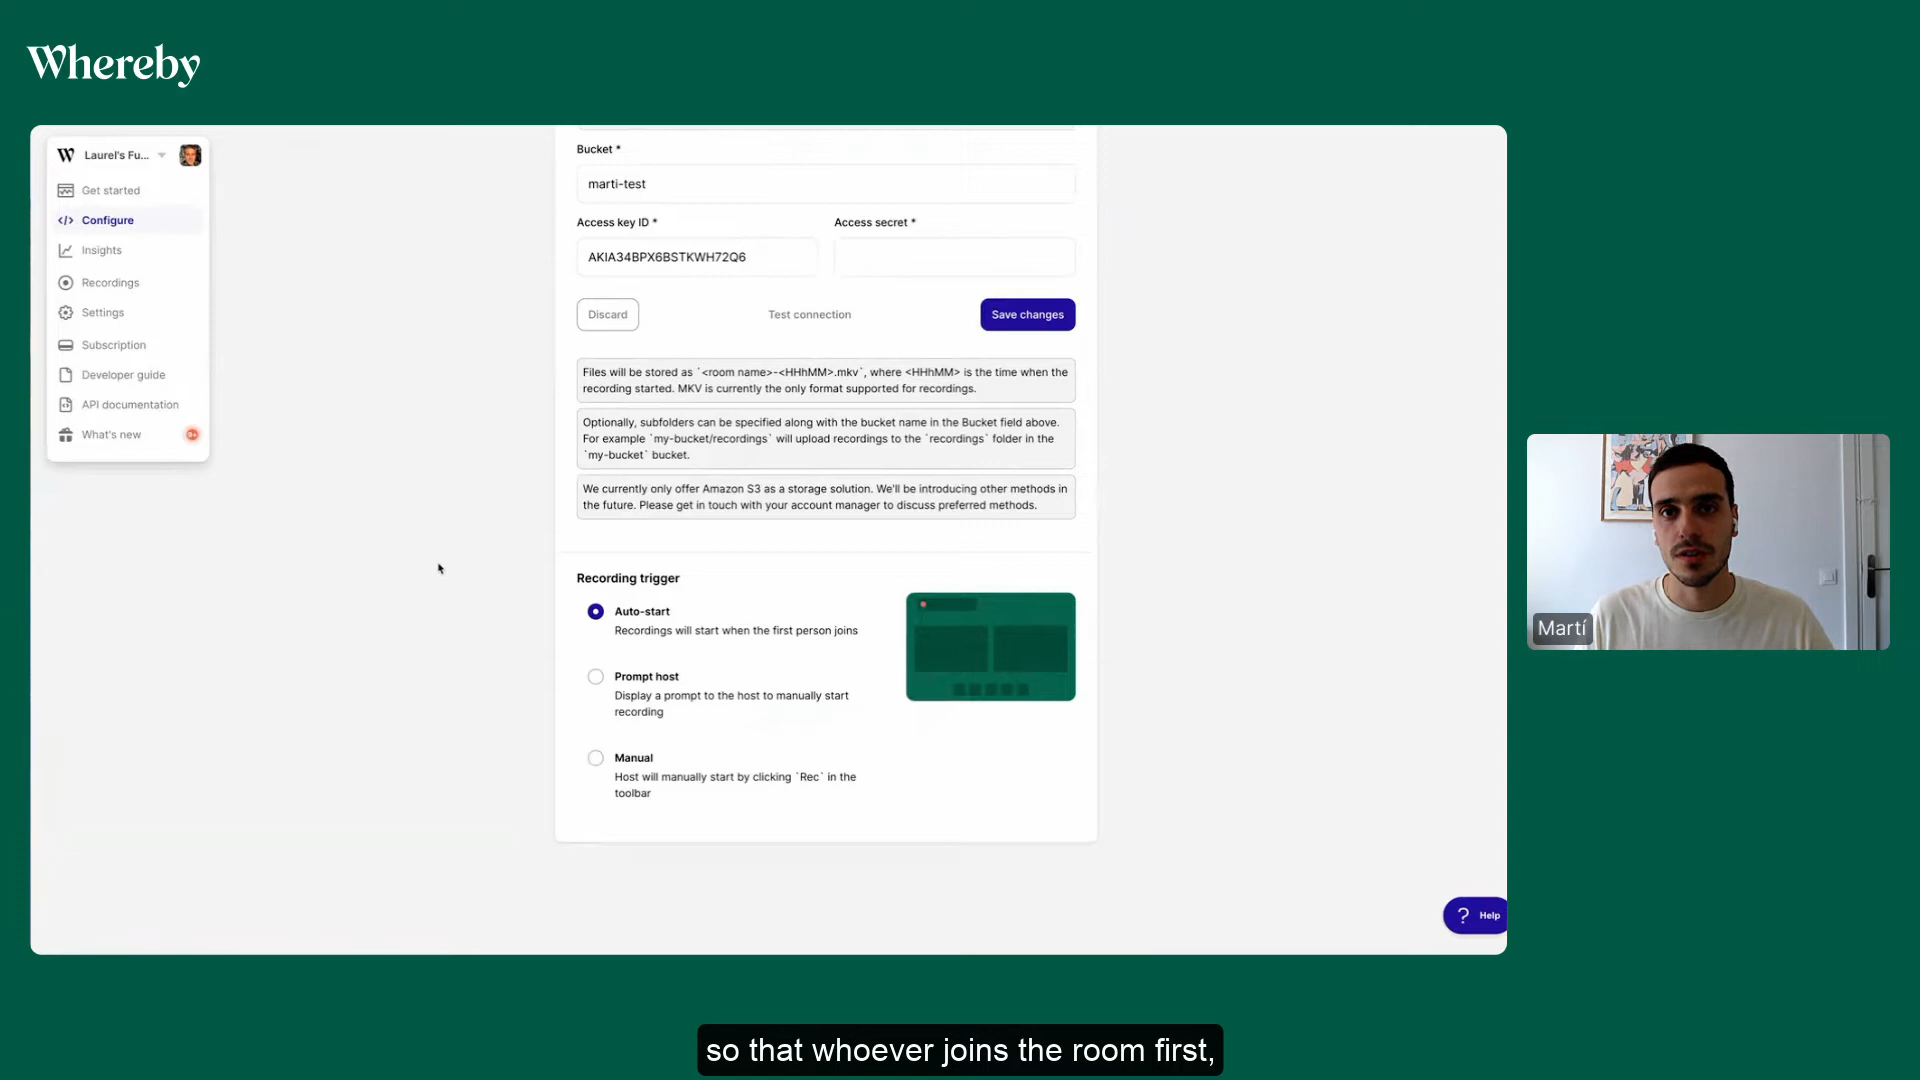 Whereby
Laurel's Fu...
Get started
Configure
Insights
Recordings
Settings
Subscription
Developer guide
API documentation
What's new
9+
Bucket *
marti-test
Access key ID *
Access secret *
AKIA34BPX6BSTKWH72Q6
Discard
Test connection
Save changes
Files will be stored as `<room name>-<HHhMM>.mkv`, where <HHhMM> is the time when the
recording started. MKV is currently the only format supported for recordings.
Optionally, subfolders can be specified along with the bucket name in the Bucket field above.
For example `my-bucket/recordings` will upload recordings to the `recordings` folder in the
`my-bucket` bucket.
We currently only offer Amazon S3 as a storage solution. We'll be introducing other methods in
the future. Please get in touch with your account manager to discuss preferred methods.
Recording trigger
Auto-start
Recordings will start when the first person joins
Prompt host
Display a prompt to the host to manually start
recording
Manual
Host will manually start by clicking `Rec` in the
toolbar
? Help
Martí
so that whoever joins the room first,